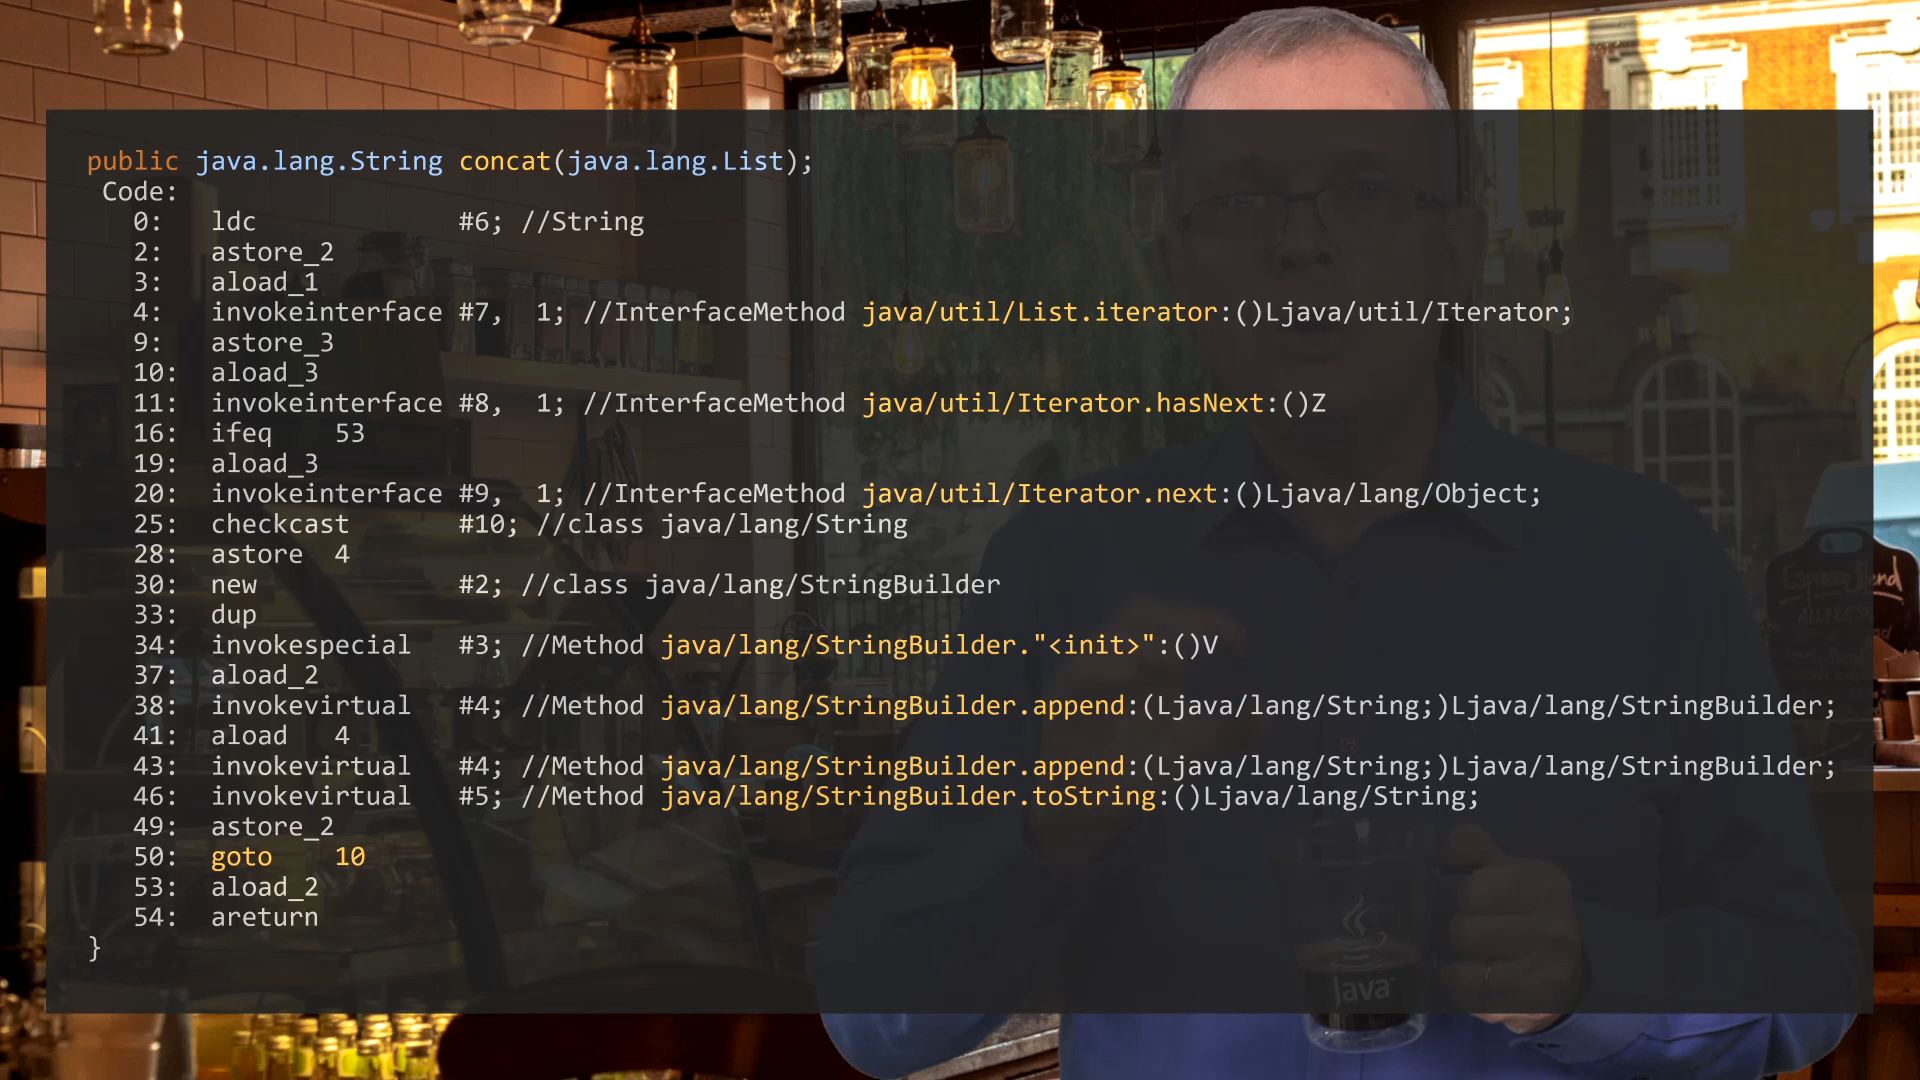 public java.lang.String concat(java.lang.List);
Code:
0: ldc #6; //String
2: astore_2
3: aload_1
4: invokeinterface #7, 1; //InterfaceMethod java/util/List.iterator:()Ljava/util/Iterator;
9: astore_3
10: aload_3
11: invokeinterface #8, 1; //InterfaceMethod java/util/Iterator.hasNext:()Z
16: ifeq 53
19: aload_3
20: invokeinterface #9, 1; //InterfaceMethod java/util/Iterator.next:()Ljava/lang/Object;
25: checkcast #10; //class java/lang/String
28: astore 4
30: new #2; //class java/lang/StringBuilder
33: dup
34: invokespecial #3; //Method java/lang/StringBuilder."<init>":()V
37: aload_2
38: invokevirtual #4; //Method java/lang/StringBuilder.append:(Ljava/lang/String;)Ljava/lang/StringBuilder;
41: aload 4
43: invokevirtual #4; //Method java/lang/StringBuilder.append:(Ljava/lang/String;)Ljava/lang/StringBuilder;
46: invokevirtual #5; //Method java/lang/StringBuilder.toString:()Ljava/lang/String;
49: astore_2
50: goto 10
53: aload_2
54: areturn
}
Espresso Blend
Java